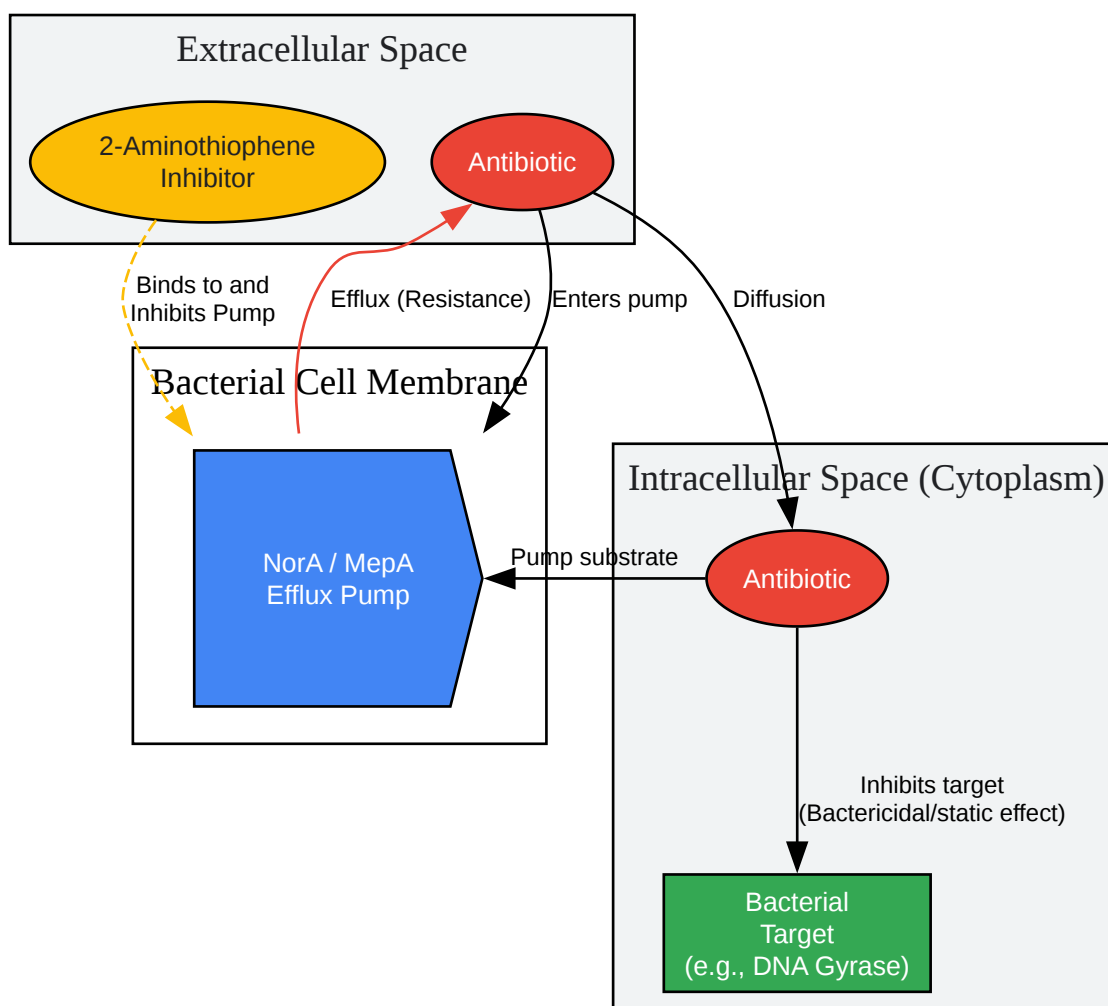 Extracellular Space
2-Aminothiophene
Inhibitor
Antibiotic
Binds to and
Inhibits Pump
Efflux (Resistance)
Enters pump
Diffusion
Bacterial Cell Membrane
Intracellular Space (Cytoplasm)
NorA / MepA
Efflux Pump
Pump substrate
Antibiotic
Inhibits target
(Bactericidal/static effect)
Bacterial
Target
(e.g., DNA Gyrase)